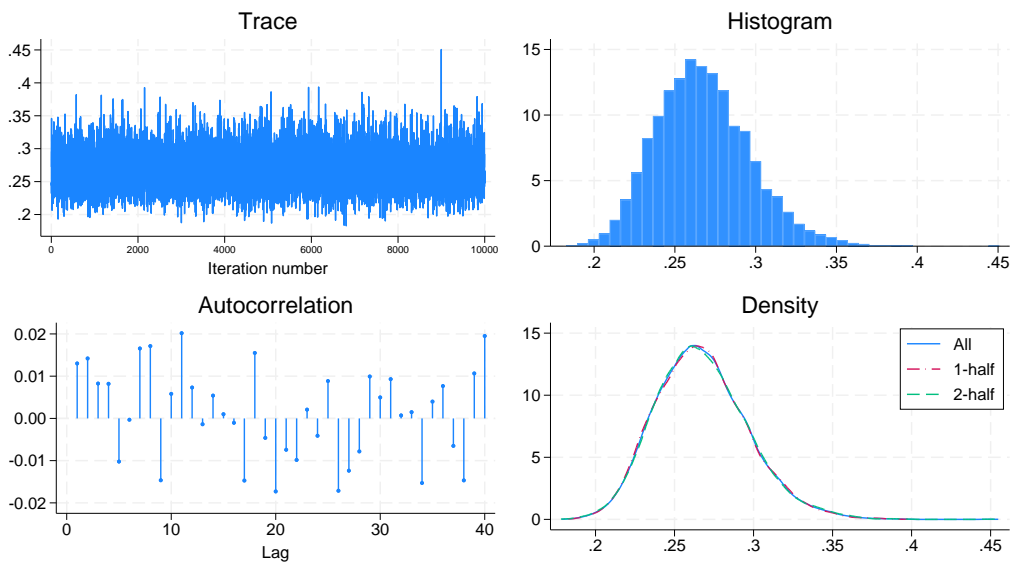 Trace
.45
.4
.35
.3
.25
.2
0 2000 4000 6000 8000 10000
Iteration number
Histogram
15
10
5
0
.2 .25 .3 .35 .4 .45
Autocorrelation
0.02
0.01
0.00
-0.01
-0.02
0 10 20 30 40
Lag
Density
15
10
5
0
.2 .25 .3 .35 .4 .45
All
1-half
2-half